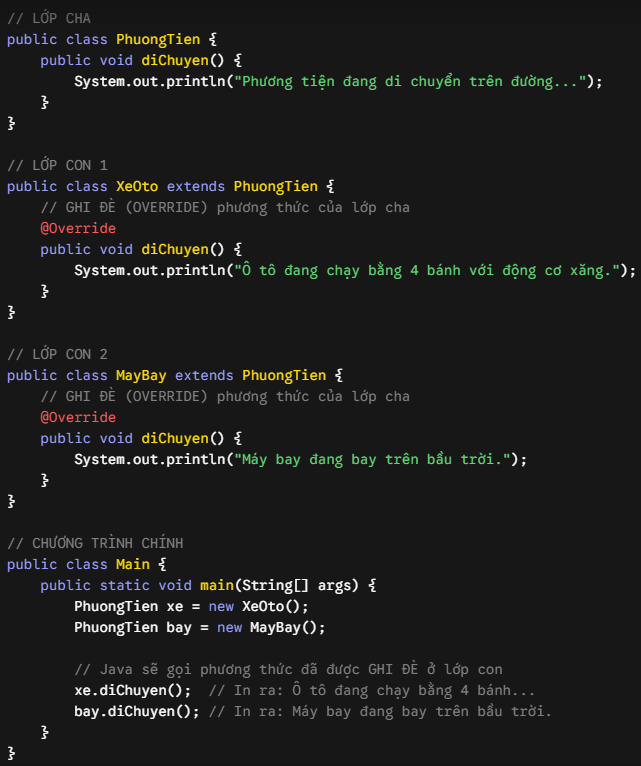 // LỚP CHA
public class PhuongTien {
    public void diChuyen() {
        System.out.println("Phương tiện đang di chuyển trên đường...");
    }
}

// LỚP CON 1
public class XeOto extends PhuongTien {
    // GHI ĐÈ (OVERRIDE) phương thức của lớp cha
    @Override
    public void diChuyen() {
        System.out.println("Ô tô đang chạy bằng 4 bánh với động cơ xăng.");
    }
}

// LỚP CON 2
public class MayBay extends PhuongTien {
    // GHI ĐÈ (OVERRIDE) phương thức của lớp cha
    @Override
    public void diChuyen() {
        System.out.println("Máy bay đang bay trên bầu trời.");
    }
}

// CHƯƠNG TRÌNH CHÍNH
public class Main {
    public static void main(String[] args) {
        PhuongTien xe = new XeOto();
        PhuongTien bay = new MayBay();

        // Java sẽ gọi phương thức đã được GHI ĐÈ ở lớp con
        xe.diChuyen();  // In ra: Ô tô đang chạy bằng 4 bánh...
        bay.diChuyen(); // In ra: Máy bay đang bay trên bầu trời.
    }
}